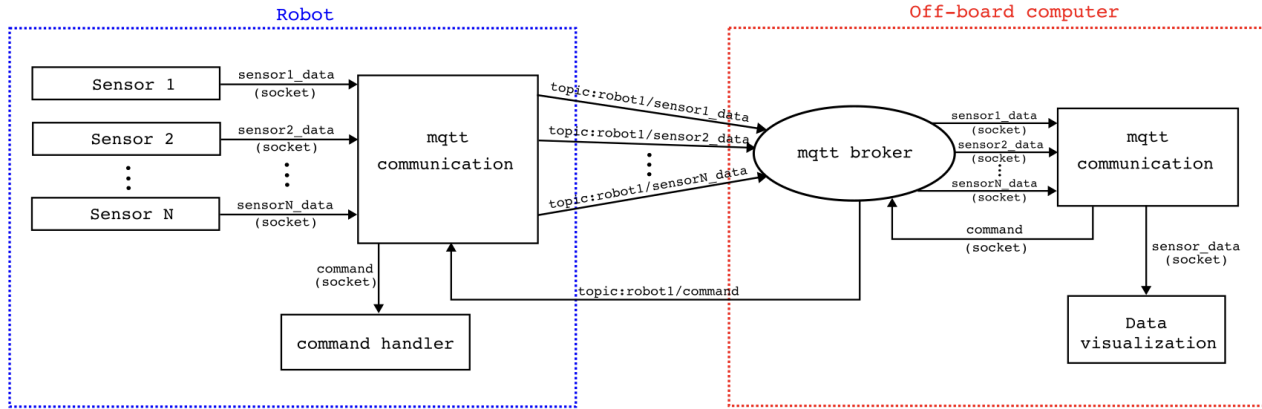 Robot
Off-board computer
Sensor 1
sensor1_data
(socket)
Sensor 2
sensor2_data
(socket)
Sensor N
sensorN_data
(socket)
mqtt
communication
command
(socket)
command handler
topic:robot1/sensor1_data
topic:robot1/sensor2_data
topic:robot1/sensorN_data
topic:robot1/command
mqtt broker
sensor1_data
(socket)
sensor2_data
(socket)
sensorN_data
(socket)
mqtt
communication
command
(socket)
sensor_data
(socket)
Data
visualization